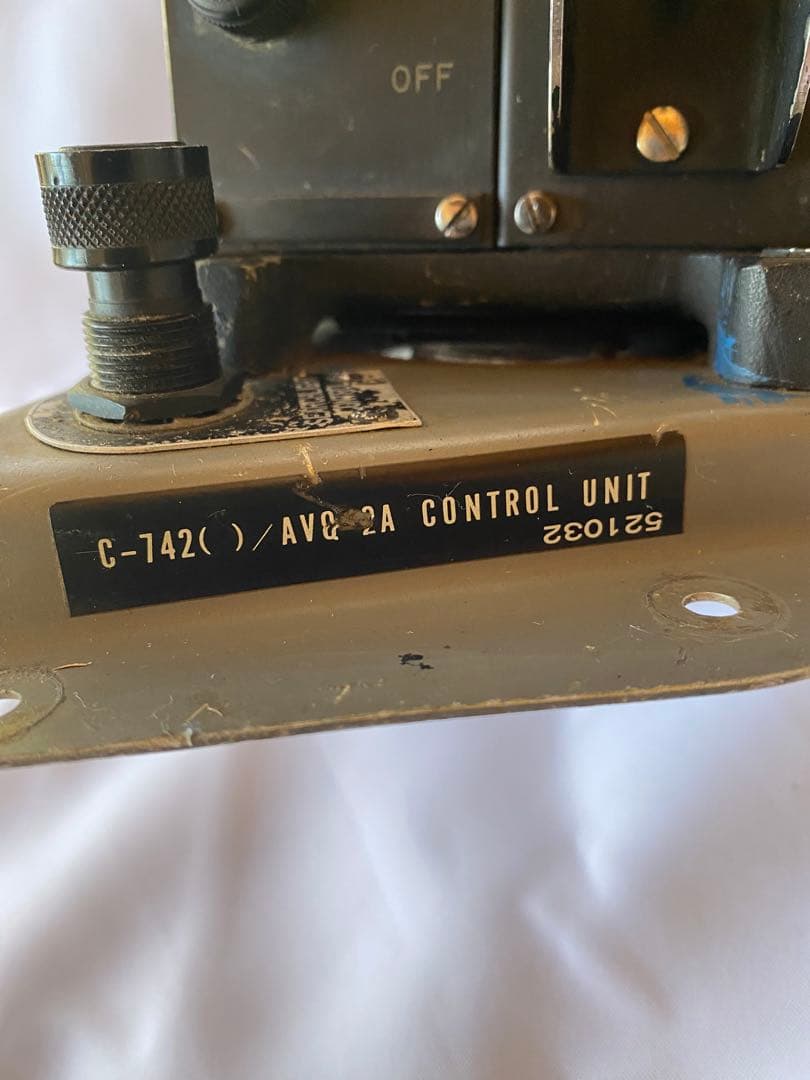 OFF
C-742( )/AVQ-2A CONTROL UNIT
521032